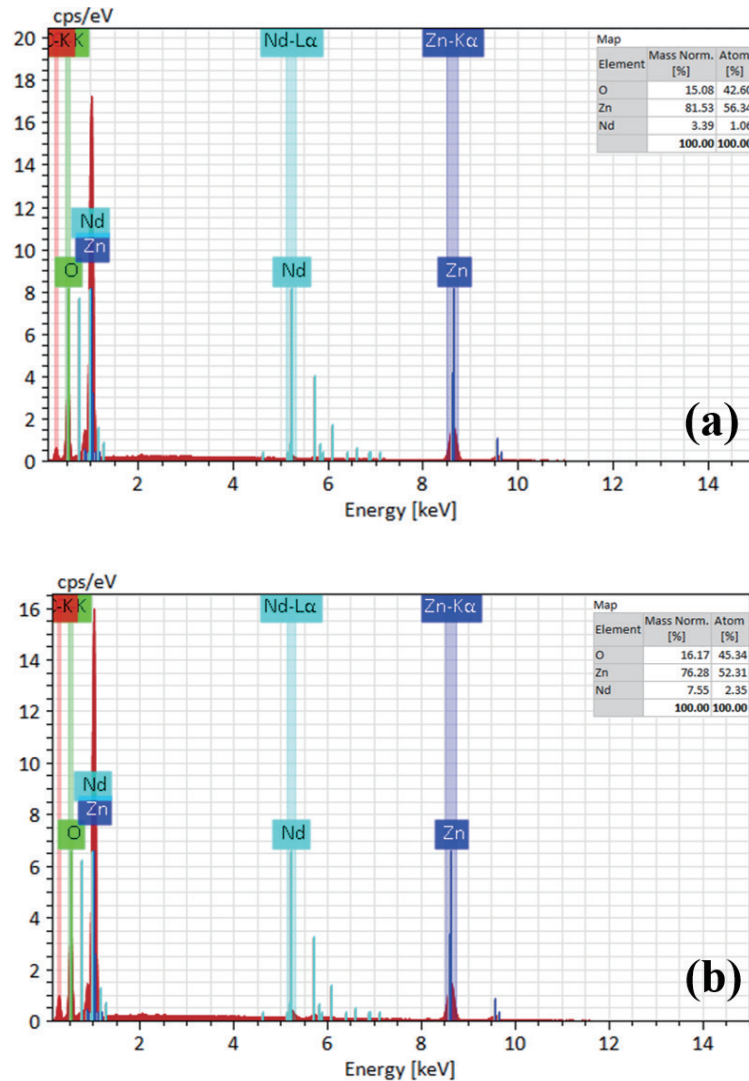 cps/eV
20
18
16
14
12
10
8
6
4
2
0
K
K
Nd-Lα
Zn-Kα
Nd
Zn
O
Nd
Zn
Map
Element Mass Norm. [%] Atom [%]
O 15.08 42.60
Zn 81.53 56.34
Nd 3.39 1.06
100.00 100.00
(a)
2 4 6 8 10 12 14
Energy [keV]
cps/eV
16
14
12
10
8
6
4
2
0
K
K
Nd-Lα
Zn-Kα
Nd
Zn
O
Nd
Zn
Map
Element Mass Norm. [%] Atom [%]
O 16.17 45.34
Zn 76.28 52.31
Nd 7.55 2.35
100.00 100.00
(b)
2 4 6 8 10 12 14
Energy [keV]